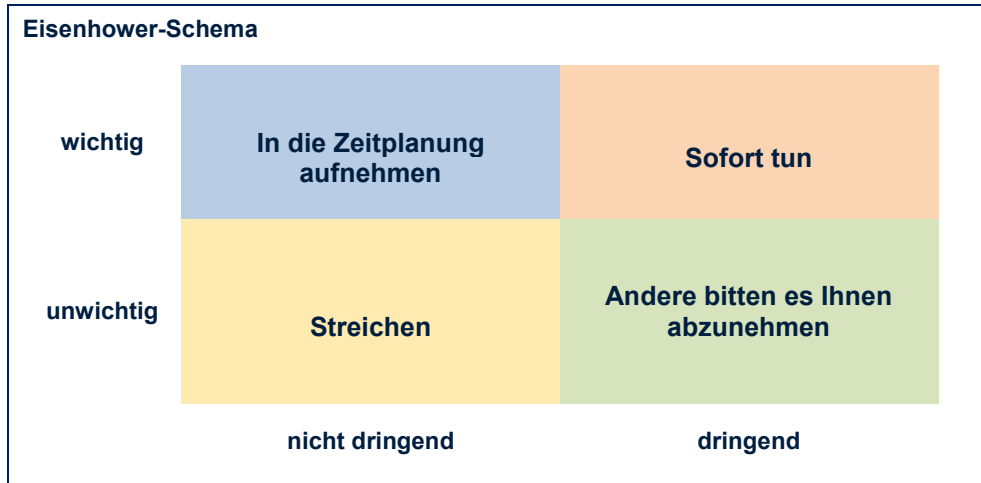 Eisenhower-Schema
wichtig
In die Zeitplanung
aufnehmen
Sofort tun
unwichtig
Streichen
Andere bitten es Ihnen
abzunehmen
nicht dringend
dringend